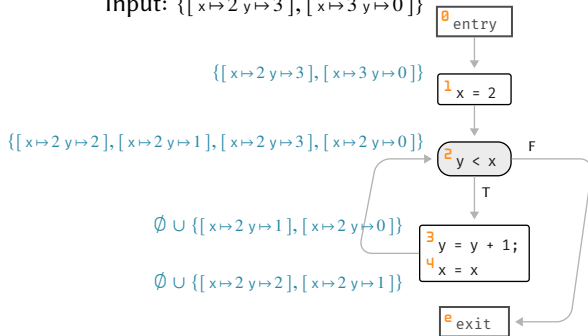 Input: {[ x↦2 y↦3 ], [ x↦3 y↦0 ]}
0 entry
{[ x↦2 y↦3 ], [ x↦3 y↦0 ]}
1 x = 2
{[ x↦2 y↦2 ], [ x↦2 y↦1 ], [ x↦2 y↦3 ], [ x↦2 y↦0 ]}
2 y < x
F
T
∅ ∪ {[ x↦2 y↦1 ], [ x↦2 y↦0 ]}
3 y = y + 1;
4 x = x
∅ ∪ {[ x↦2 y↦2 ], [ x↦2 y↦1 ]}
e exit